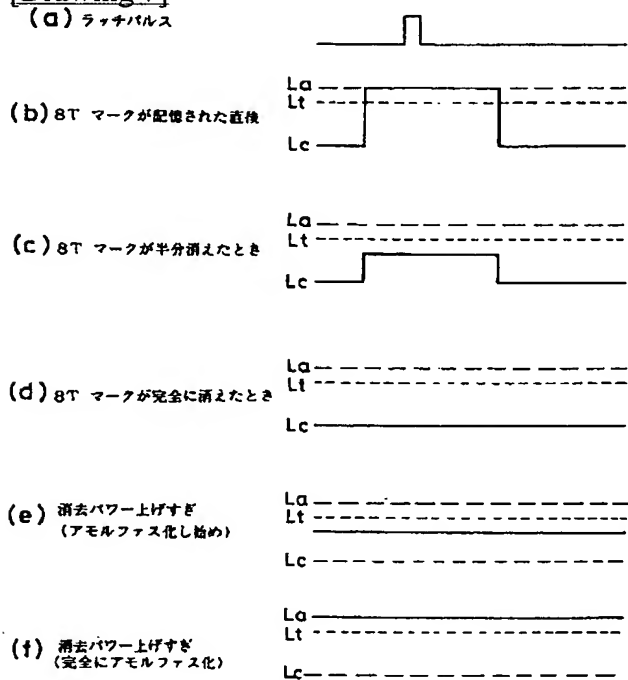 (a) ラッチパルス
La
Lt
(b) 8T マークが記憶された直後
Lc
La
Lt
(c) 8T マークが半分消えたとき
Lc
La
Lt
(d) 8T マークが完全に消えたとき
Lc
La
(e) 消去パワー上げすぎ
Lt
(アモルファス化し始め)
Lc
La
Lt
(f) 消去パワー上げすぎ
(完全にアモルファス化)
Lc